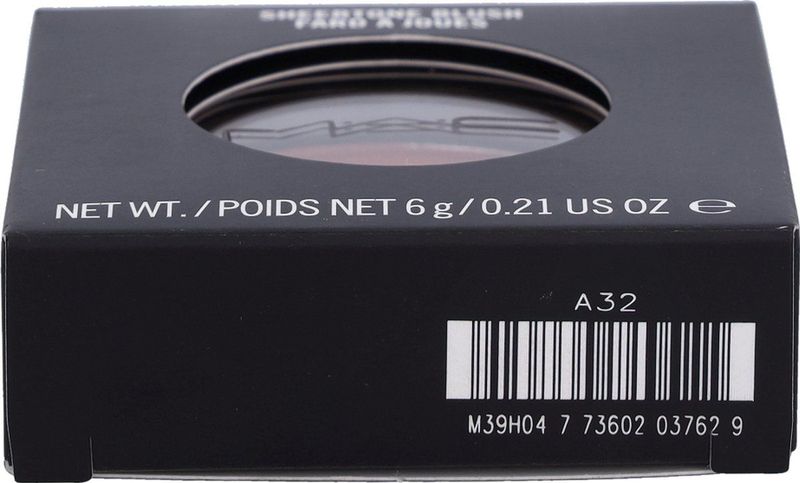 SHEERTONE BLUSH
FARD À JOUES
M·A·C
NET WT. / POIDS NET 6 g / 0.21 US OZ ℮
A32
M39H04 7 73602 03762 9